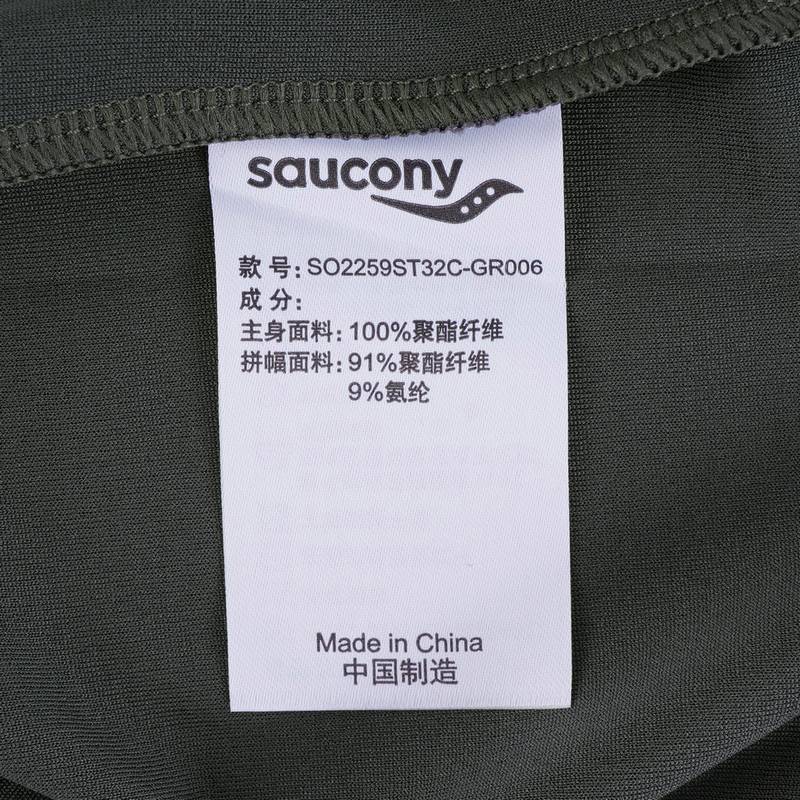 saucony
款号:SO2259ST32C-GR006
成分:
主身面料:100%聚酯纤维
拼幅面料:91%聚酯纤维
9%氨纶
Made in China
中国制造